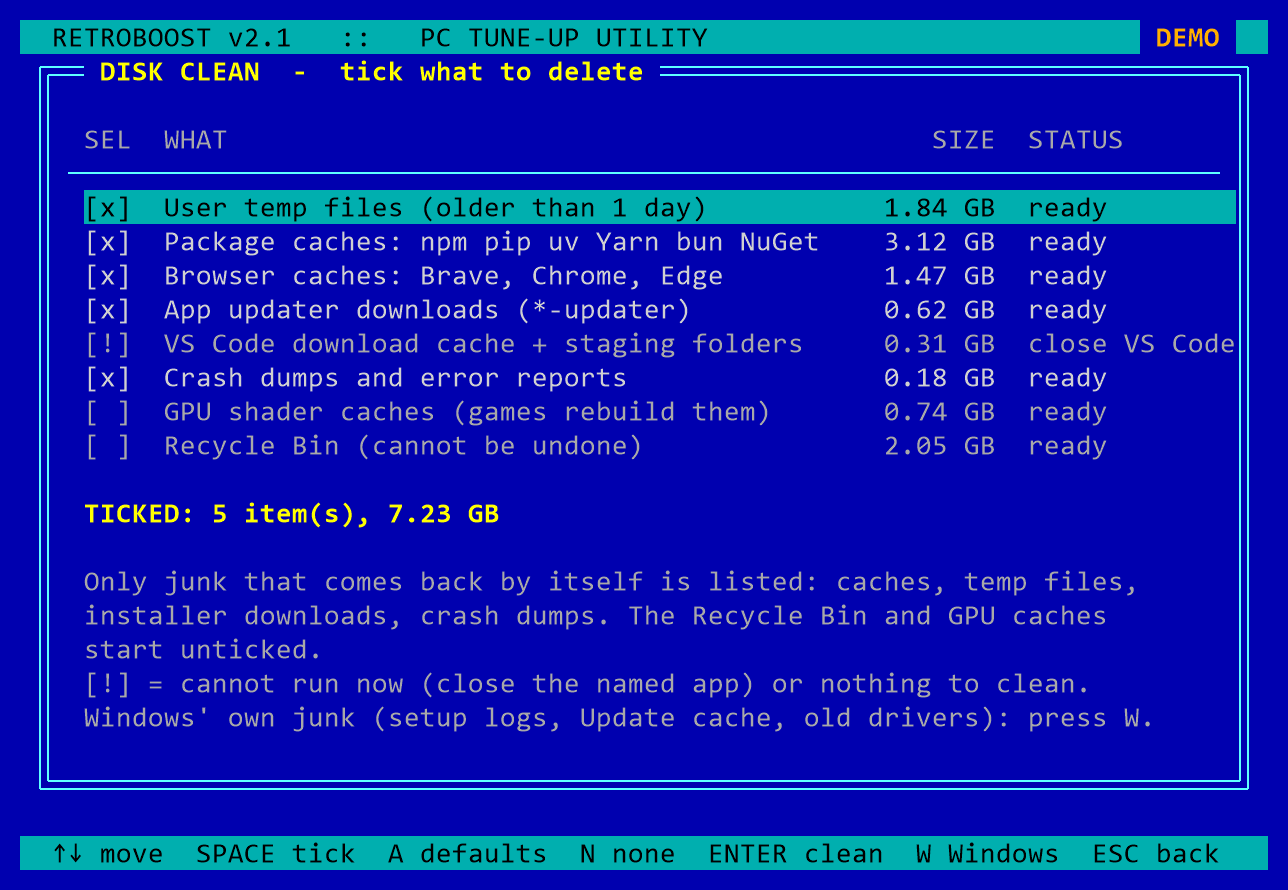 RETROBOOST v2.1 :: PC TUNE-UP UTILITY DEMO
DISK CLEAN - tick what to delete
SEL WHAT SIZE STATUS
[x] User temp files (older than 1 day) 1.84 GB ready
[x] Package caches: npm pip uv Yarn bun NuGet 3.12 GB ready
[x] Browser caches: Brave, Chrome, Edge 1.47 GB ready
[x] App updater downloads (*-updater) 0.62 GB ready
[!] VS Code download cache + staging folders 0.31 GB close VS Code
[x] Crash dumps and error reports 0.18 GB ready
[ ] GPU shader caches (games rebuild them) 0.74 GB ready
[ ] Recycle Bin (cannot be undone) 2.05 GB ready
TICKED: 5 item(s), 7.23 GB
Only junk that comes back by itself is listed: caches, temp files,
installer downloads, crash dumps. The Recycle Bin and GPU caches
start unticked.
[!] = cannot run now (close the named app) or nothing to clean.
Windows' own junk (setup logs, Update cache, old drivers): press W.
↑↓ move SPACE tick A defaults N none ENTER clean W Windows ESC back